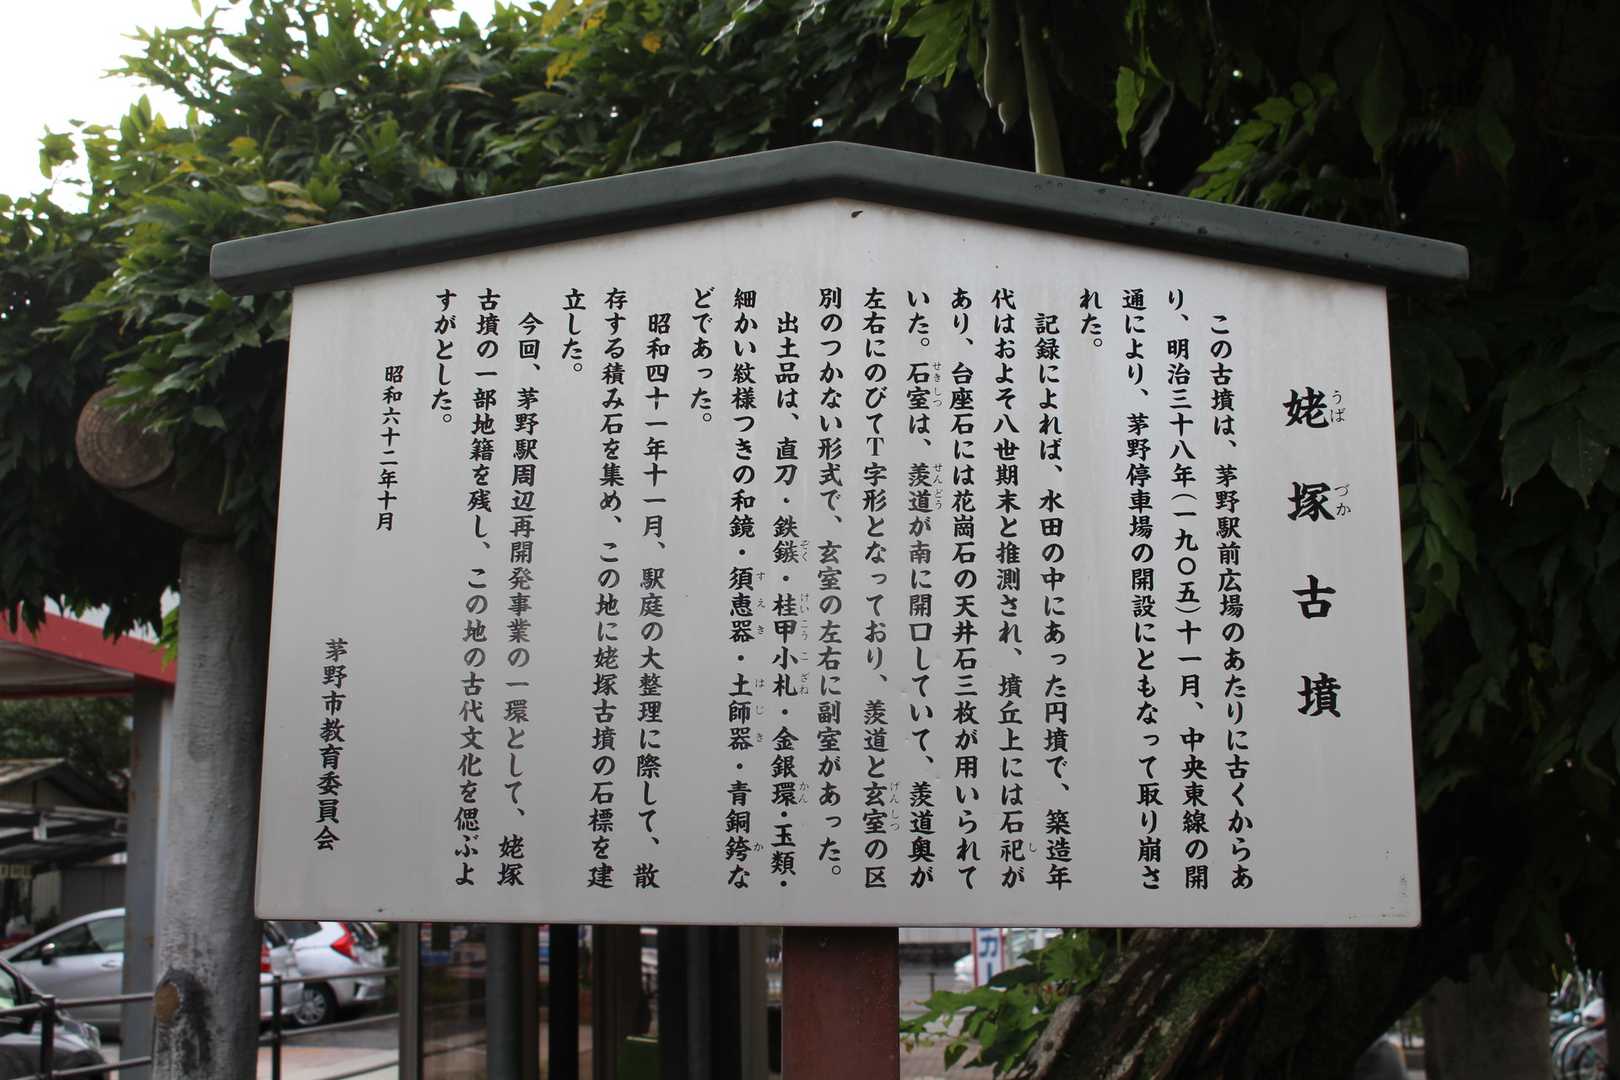 姥塚古墳
この古墳は、茅野駅前広場のあたりに古くからあ
り、明治三十八年(一九〇五)十一月、中央東線の開
通により、茅野停車場の開設にともなって取り崩さ
れた。
記録によれば、水田の中にあった円墳で、築造年
代はおよそ八世期末と推測され、墳丘上には石祀が
あり、台座石には花崗石の天井石三枚が用いられて
いた。石室は、羨道が南に開口していて、羨道奥が
左右にのびてT字形となっており、羨道と玄室の区
別のつかない形式で、玄室の左右に副室があった。
出土品は、直刀・鉄鏃・桂甲小札・金銀環・玉類・
細かい紋様つきの和鏡・須恵器・土師器・青銅銙な
どであった。
昭和四十一年十一月、駅庭の大整理に際して、散
存する積み石を集め、この地に姥塚古墳の石標を建
立した。
今回、茅野駅周辺再開発事業の一環として、姥塚
古墳の一部地籍を残し、この地の古代文化を偲ぶよ
すがとした。
昭和六十二年十月
茅野市教育委員会